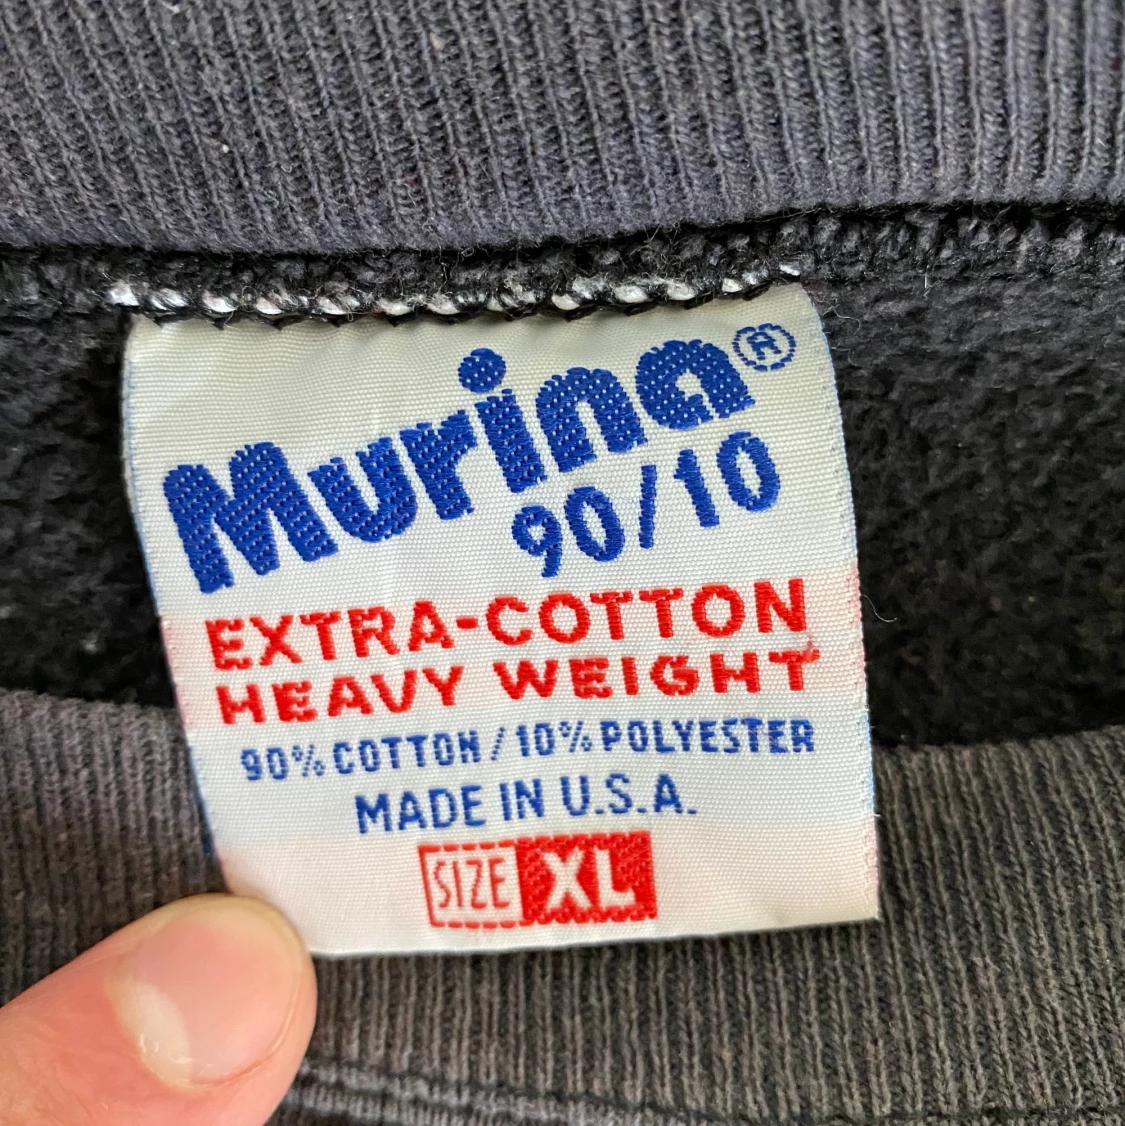 Murina®
90/10
EXTRA-COTTON
HEAVY WEIGHT
90% COTTON / 10% POLYESTER
MADE IN U.S.A.
SIZE XL